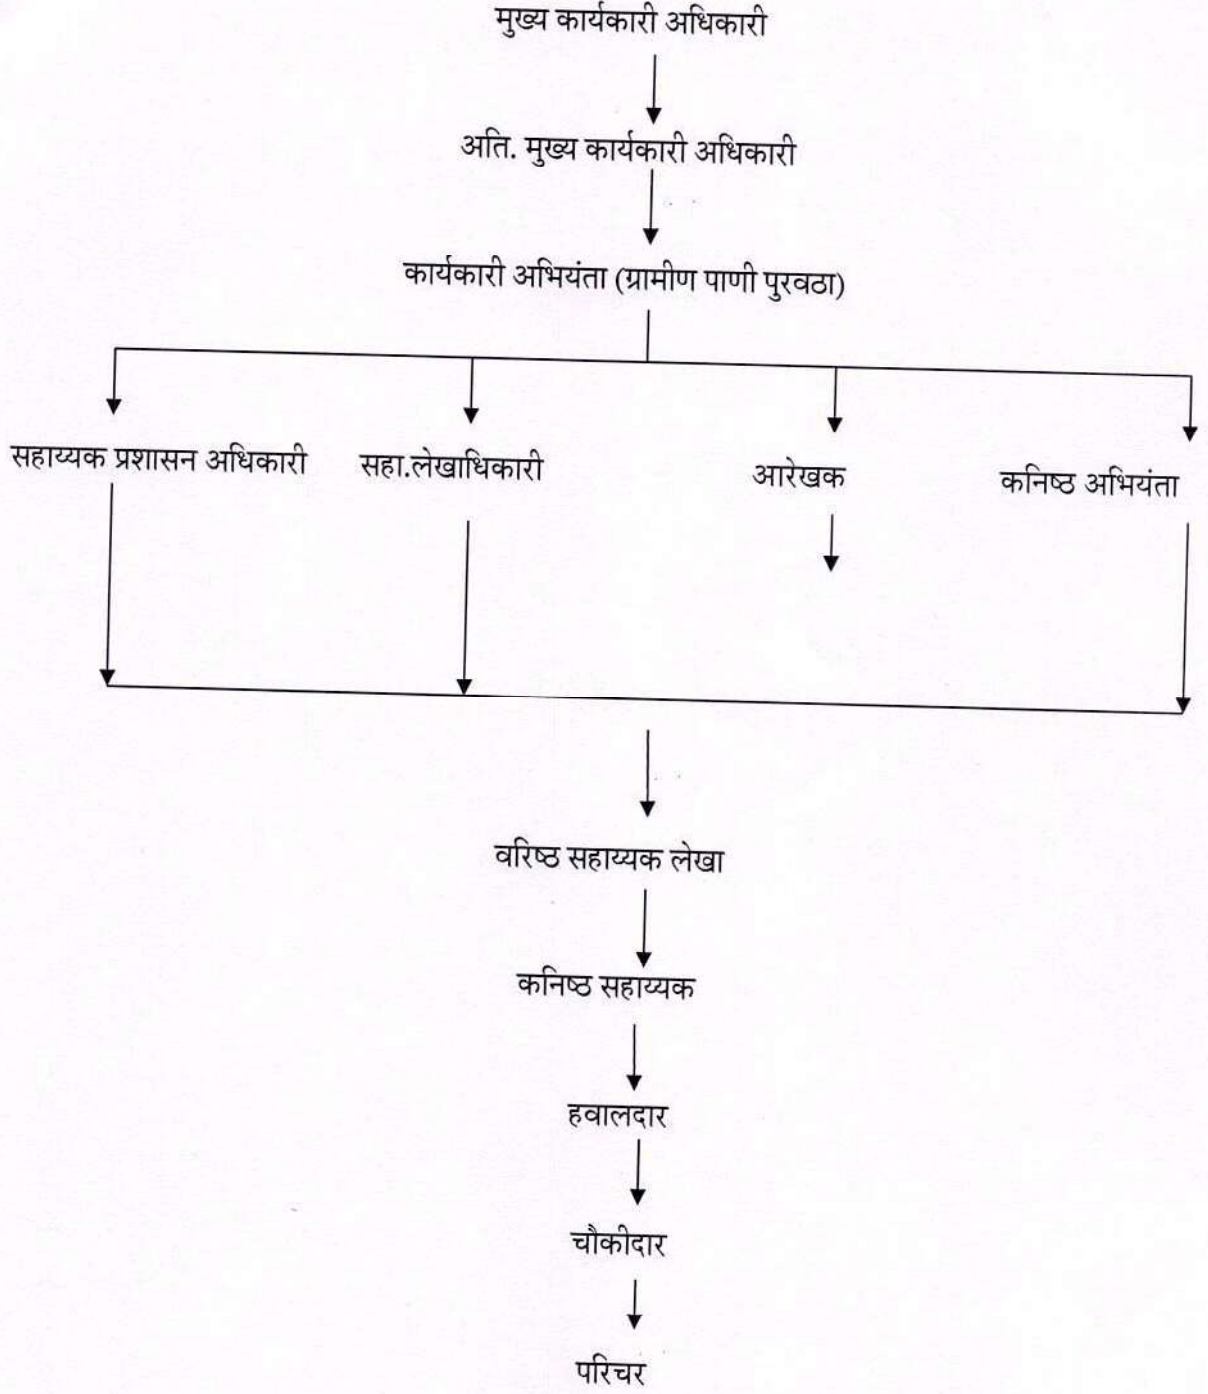 मुख्य कार्यकारी अधिकारी
अति. मुख्य कार्यकारी अधिकारी
कार्यकारी अभियंता (ग्रामीण पाणी पुरवठा)
सहाय्यक प्रशासन अधिकारी सहा.लेखाधिकारी आरेखक कनिष्ठ अभियंता
वरिष्ठ सहाय्यक लेखा
कनिष्ठ सहाय्यक
हवालदार
चौकीदार
परिचर